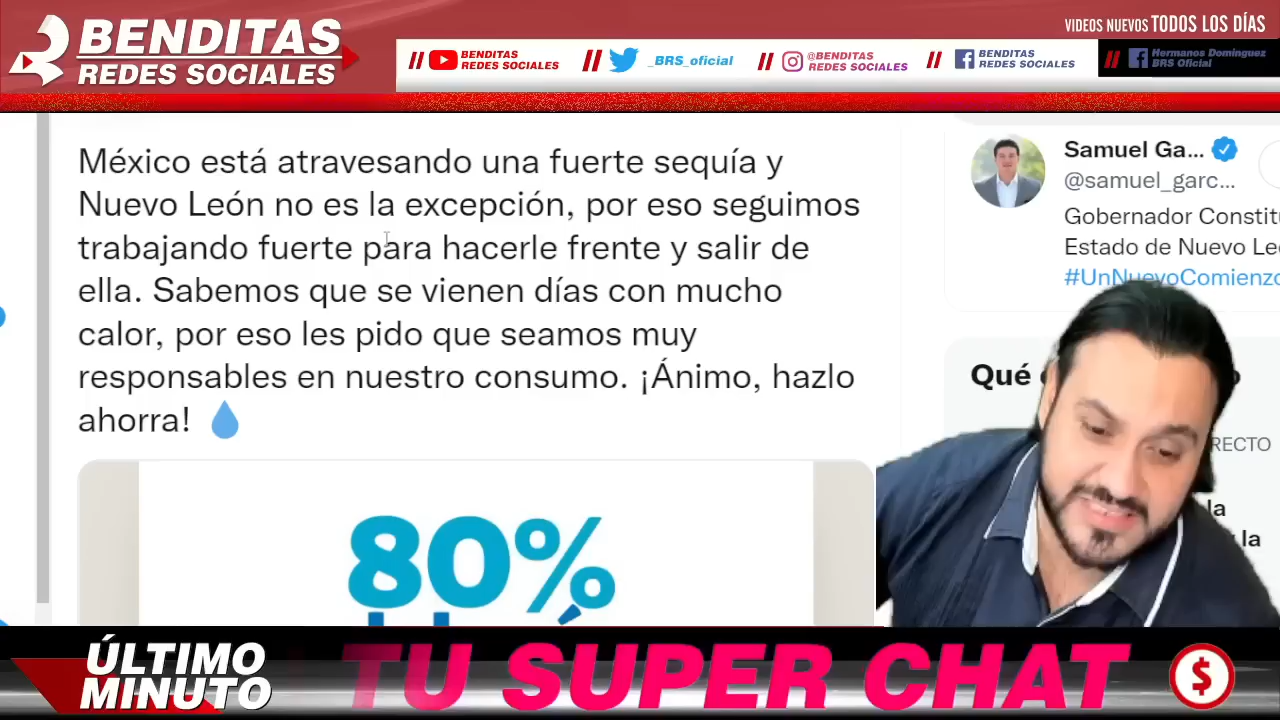 BENDITAS
REDES SOCIALES
VIDEOS NUEVOS TODOS LOS DÍAS
// BENDITAS
REDES SOCIALES
// _BRS_oficial
// @BENDITAS
REDES SOCIALES
// BENDITAS
REDES SOCIALES
// Hermanos Domínguez
BRS Oficial
México está atravesando una fuerte sequía y
Nuevo León no es la excepción, por eso seguimos
trabajando fuerte para hacerle frente y salir de
ella. Sabemos que se vienen días con mucho
calor, por eso les pido que seamos muy
responsables en nuestro consumo. ¡Ánimo, hazlo
ahorra!
80%
Samuel Ga...
@samuel_garc...
Gobernador Constitu
Estado de Nuevo Le
#UnNuevoComienzo
Qué
RECTO
la
la
ÚLTIMO
MINUTO
TU SUPER CHAT
$